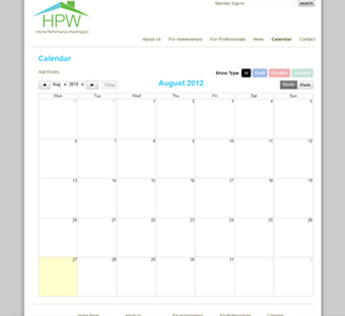 Member Sign-in
search
HPW
Home Performance Washington
About Us For Homeowners For Professionals News Calendar Contact
Calendar
Add Events
Show Type All
Aug 2012 Today
August 2012
Month Week
Mon Tue Wed Thu Fri Sat Sun
30 31 1 2 3 4 5
6 7 8 9 10 11 12
13 14 15 16 17 18 19
20 21 22 23 24 25 26
27 28 29 30 31 1 2
Home Page About Us For Homeowners For Professionals Calendar